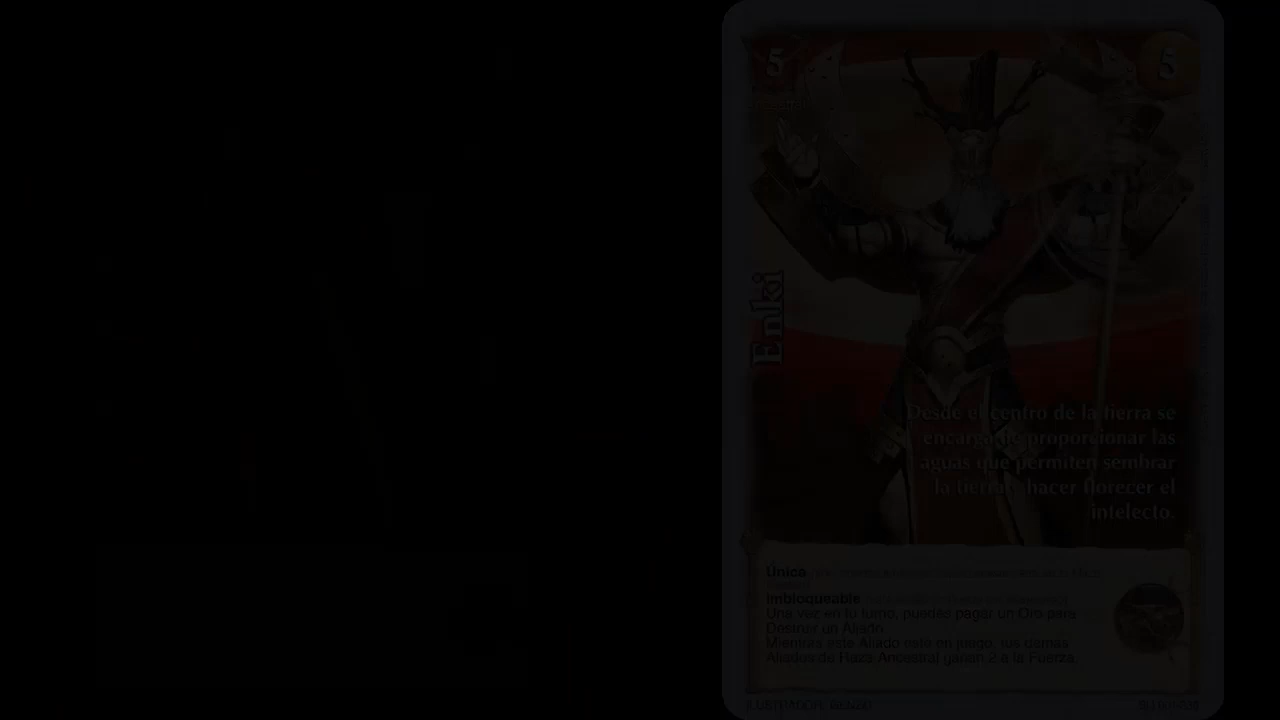 5
5
Enki
Desde el centro de la tierra se
encarga de proporcionar las
aguas que permiten sembrar
la tierra y hacer florecer el
intelecto.
Única
Imbloqueable
Una vez en tu turno, puedes pagar un Oro para
Destruir un Aliado.
Mientras este Aliado esté en juego, tus demás
Aliados de Raza Ancestral ganan 2 a la Fuerza.
ILUSTRADOR: